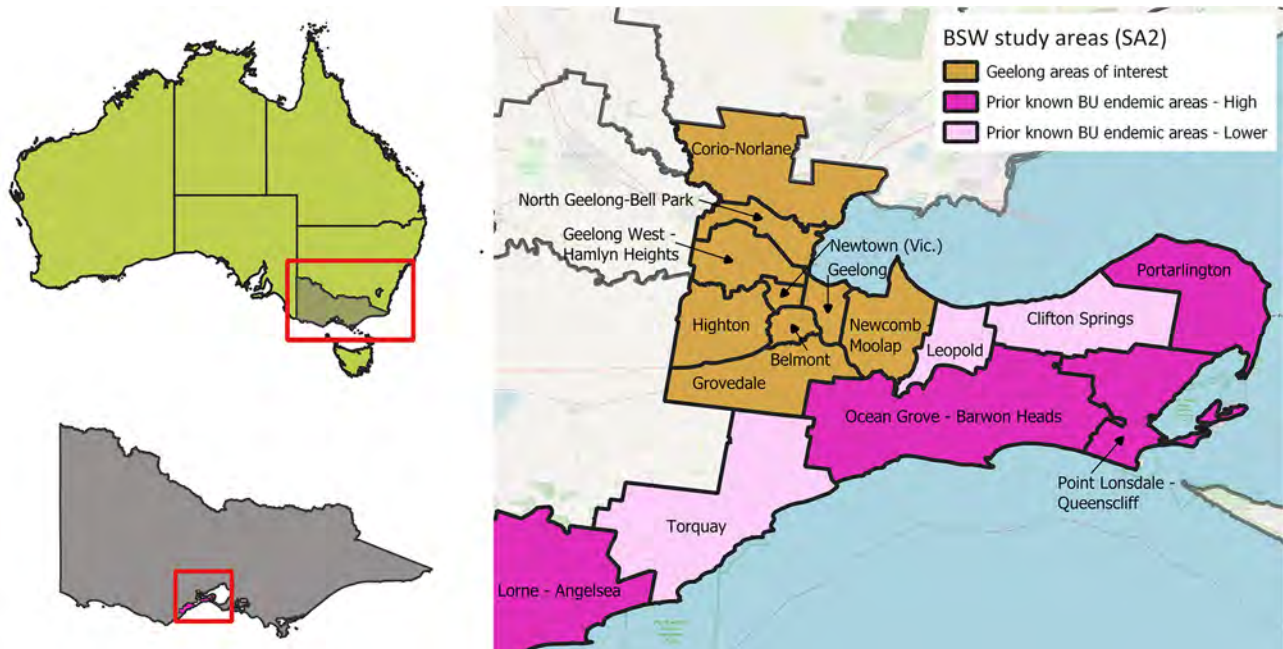 BSW study areas (SA2)
Geelong areas of interest
Prior known BU endemic areas - High
Prior known BU endemic areas - Lower
Corio-Norlane
North Geelong-Bell Park
Geelong West -
Hamlyn Heights
Newtown (Vic.)
Geelong
Portarlington
Clifton Springs
Highton
Newcomb
Moolap
Leopold
Belmont
Grovedale
Ocean Grove - Barwon Heads
Point Lonsdale -
Queenscliff
Torquay
Lorne - Angelsea